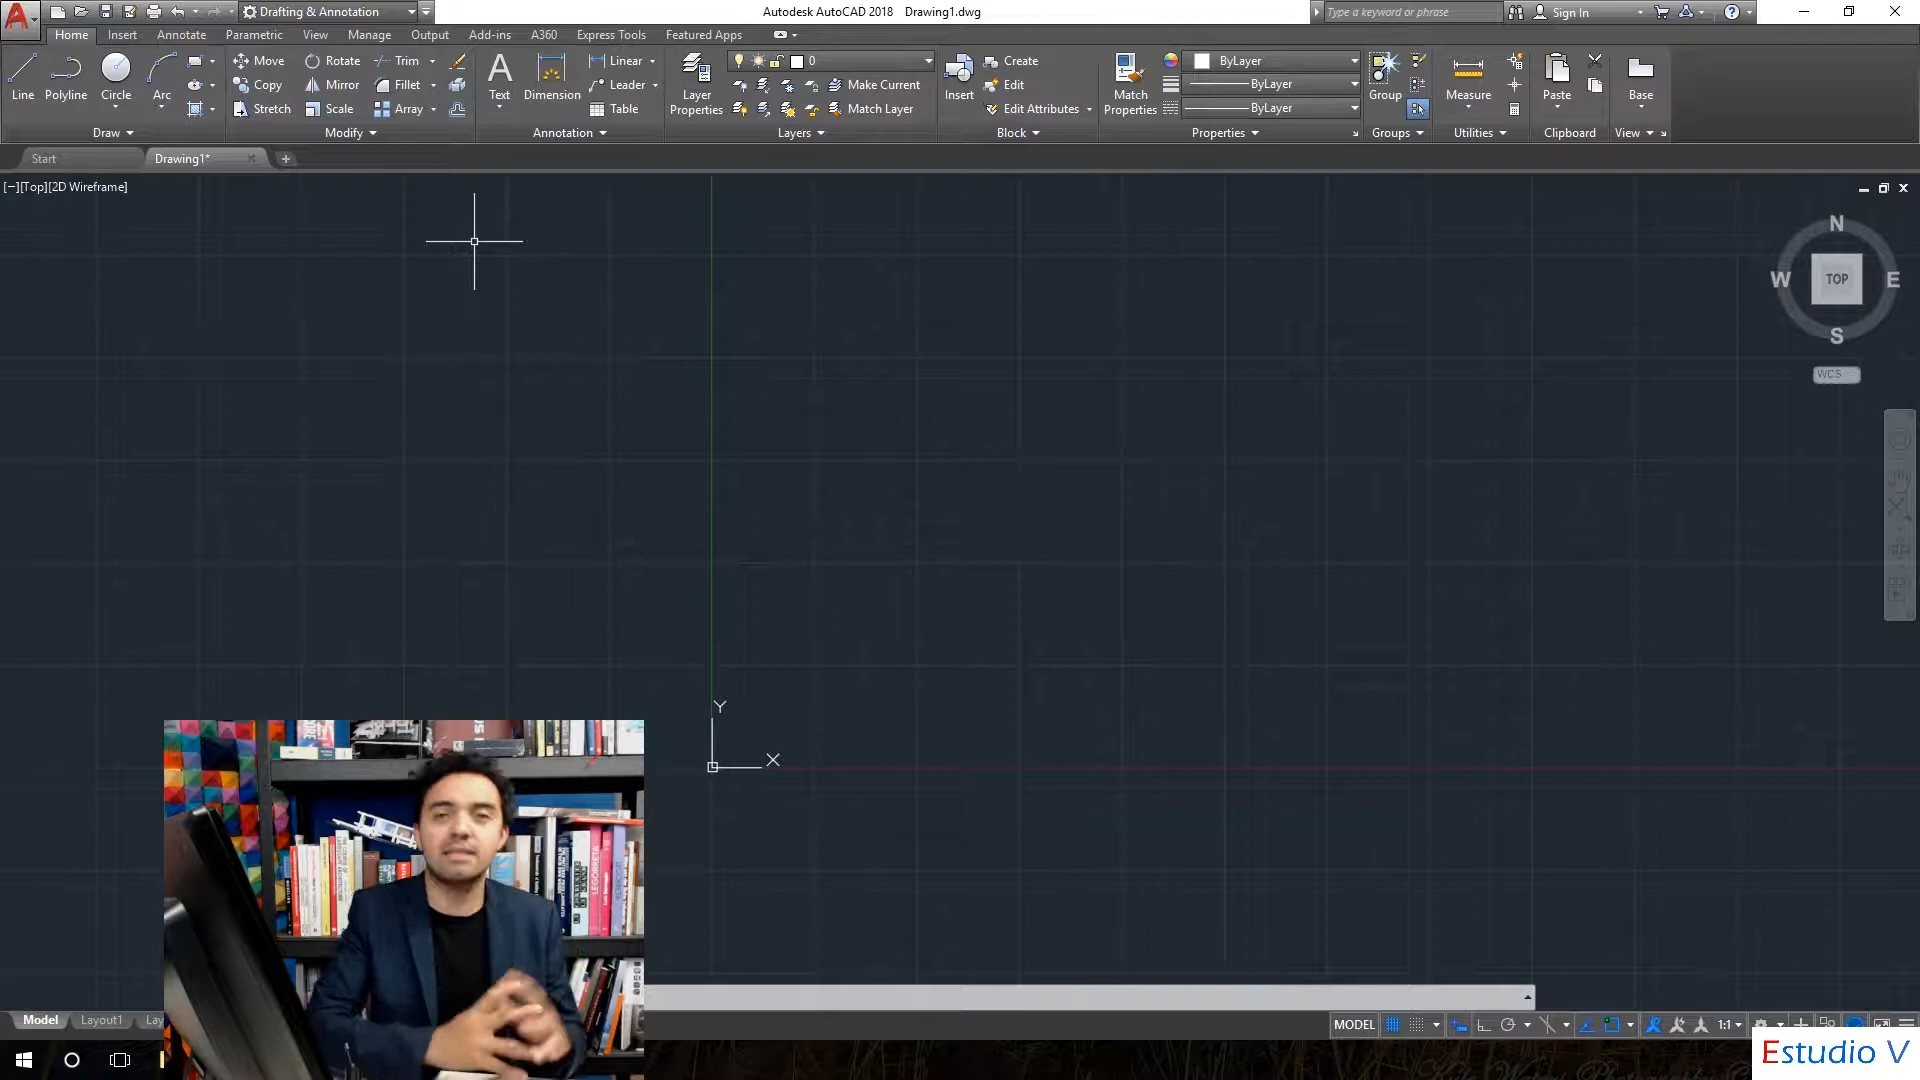 Drafting & Annotation
Autodesk AutoCAD 2018 Drawing1.dwg
Type a keyword or phrase
Sign In
Home Insert Annotate Parametric View Manage Output Add-ins A360 Express Tools Featured Apps
Line
Polyline
Circle
Arc
Draw
Move
Rotate
Trim
Copy
Mirror
Fillet
Stretch
Scale
Array
Modify
A
Text
Dimension
Linear
Leader
Table
Annotation
Layer
Properties
0
Make Current
Match Layer
Layers
Insert
Create
Edit
Edit Attributes
Block
Match
Properties
ByLayer
ByLayer
ByLayer
Properties
Group
Groups
Measure
Utilities
Paste
Clipboard
Base
View
Start
Drawing1*
[−][Top][2D Wireframe]
N
W
TOP
E
S
WCS
Y
X
LEGORRETA
Model
Layout1
Lay
MODEL
1:1
Estudio V